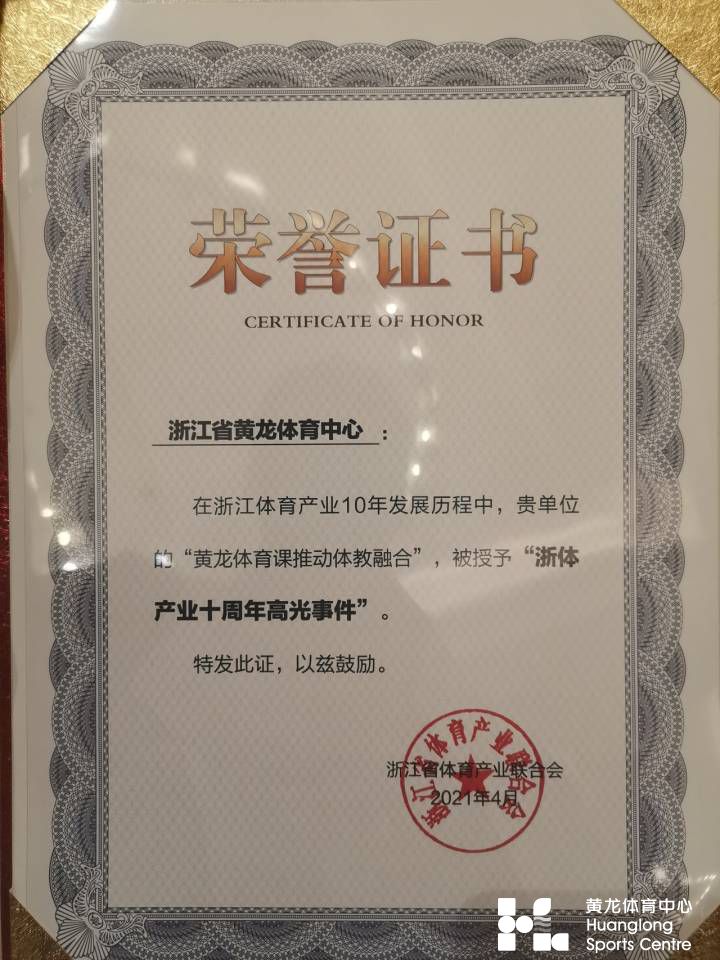 荣誉证书
CERTIFICATE OF HONOR
浙江省黄龙体育中心 ：
在浙江体育产业10年发展历程中，贵单位
的“黄龙体育课推动体教融合”，被授予“浙体
产业十周年高光事件”。
特发此证，以兹鼓励。
浙江省体育产业联合会
2021年4月
浙江省体育产业联合会
黄龙体育中心
Huanglong
Sports Centre